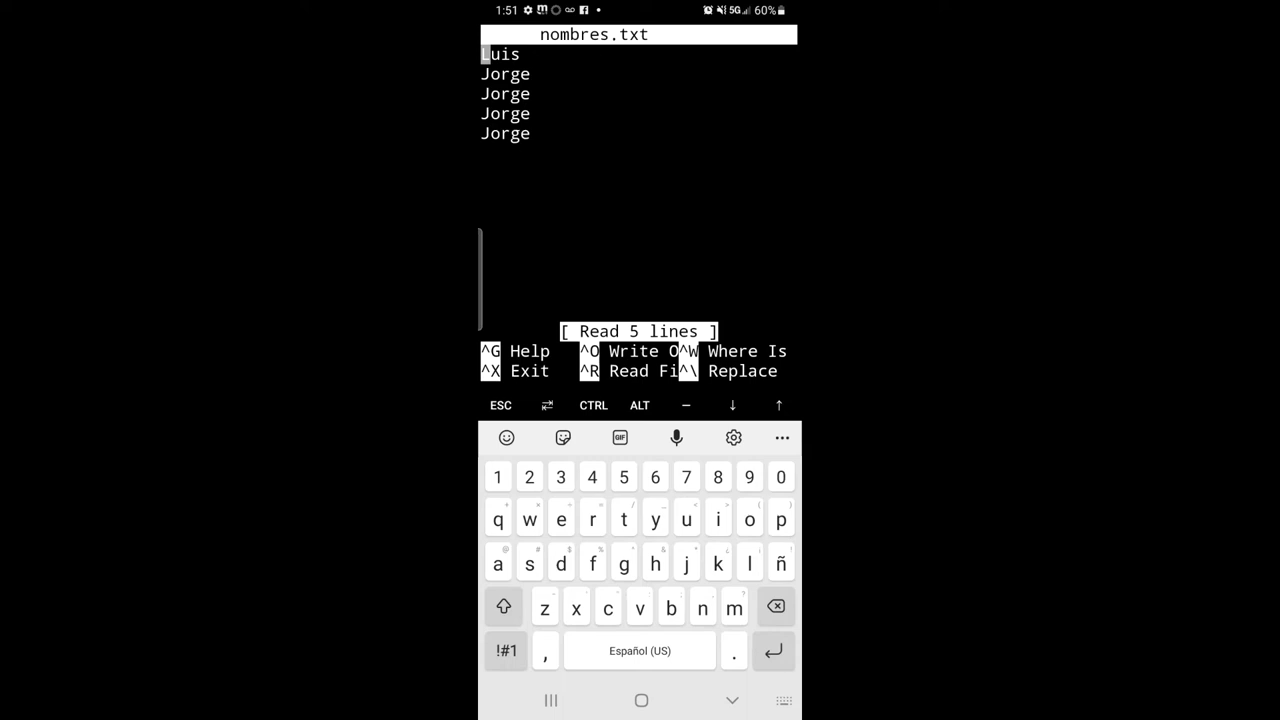 1:51 5G 60%
nombres.txt
Luis
Jorge
Jorge
Jorge
Jorge
[ Read 5 lines ]
^G Help ^O Write O^W Where Is
^X Exit ^R Read Fi^\ Replace
ESC CTRL ALT – ↓ ↑
GIF
1 2 3 4 5 6 7 8 9 0
q w e r t y u i o p
a s d f g h j k l ñ
z x c v b n m
!#1 , Español (US) .